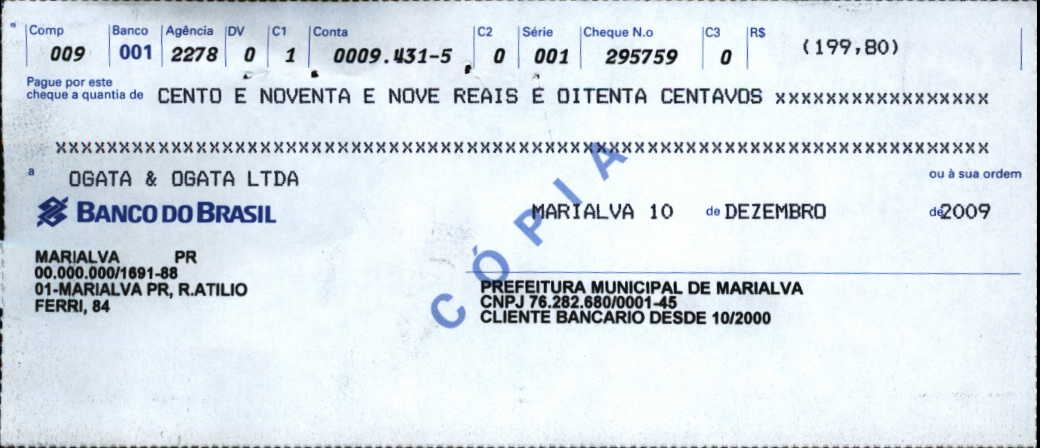 Comp Banco Agência DV C1 Conta C2 Série Cheque N.o C3 R$
009 001 2278 0 1 0009.431-5 0 001 295759 0 (199,80)
Pague por este
cheque a quantia de CENTO E NOVENTA E NOVE REAIS E OITENTA CENTAVOS xxxxxxxxxxxxxxxxxxxx
xxxxxxxxxxxxxxxxxxxxxxxxxxxxxxxxxxxxxxxxxxxxxxxxxxxxxxxxxxxxxxxxxxxxxxxxxxxxxxxxxxxxxxx
a OGATA & OGATA LTDA ou à sua ordem
BANCO DO BRASIL MARIALVA 10 de DEZEMBRO de 2009
CÓPIA
MARIALVA PR
00.000.000/1691-88
01-MARIALVA PR, R.ATILIO
FERRI, 84
PREFEITURA MUNICIPAL DE MARIALVA
CNPJ 76.282.680/0001-45
CLIENTE BANCARIO DESDE 10/2000